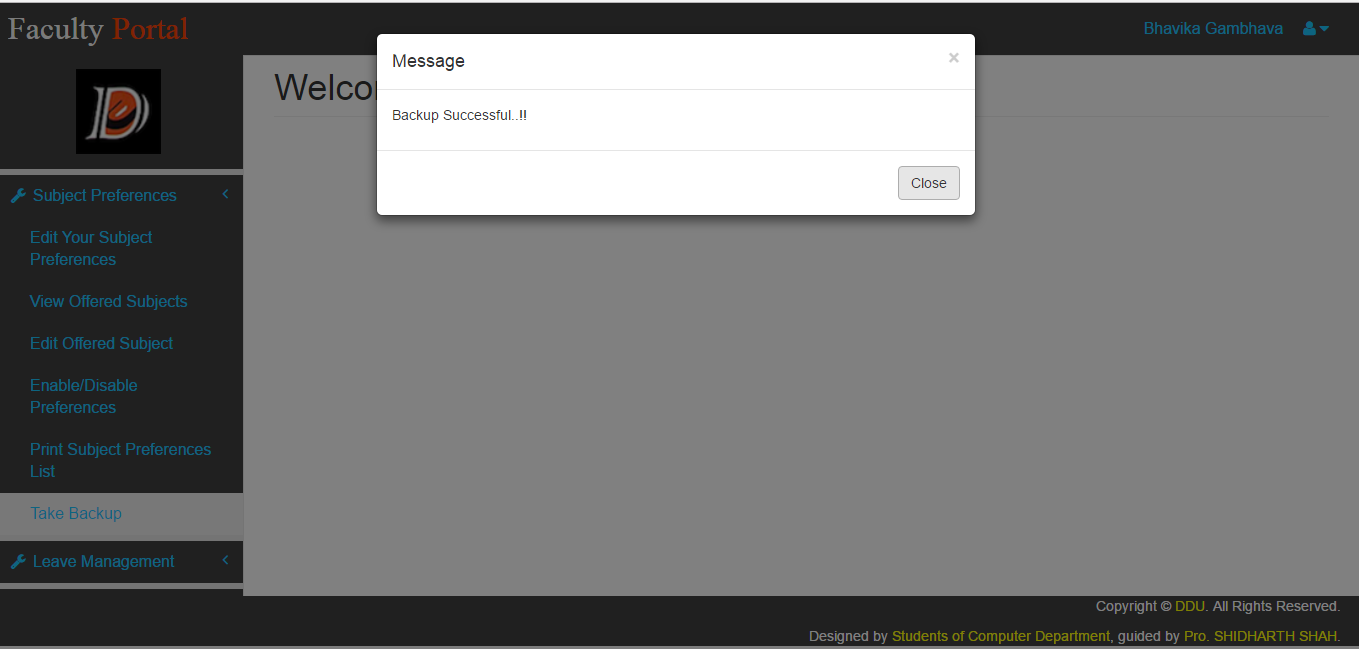 Faculty Portal
Bhavika Gambhava
Message
×
Welco
Backup Successful..!!
Close
Subject Preferences
Edit Your Subject
Preferences
View Offered Subjects
Edit Offered Subject
Enable/Disable
Preferences
Print Subject Preferences
List
Take Backup
Leave Management
Copyright © DDU. All Rights Reserved.
Designed by Students of Computer Department, guided by Pro. SHIDHARTH SHAH.